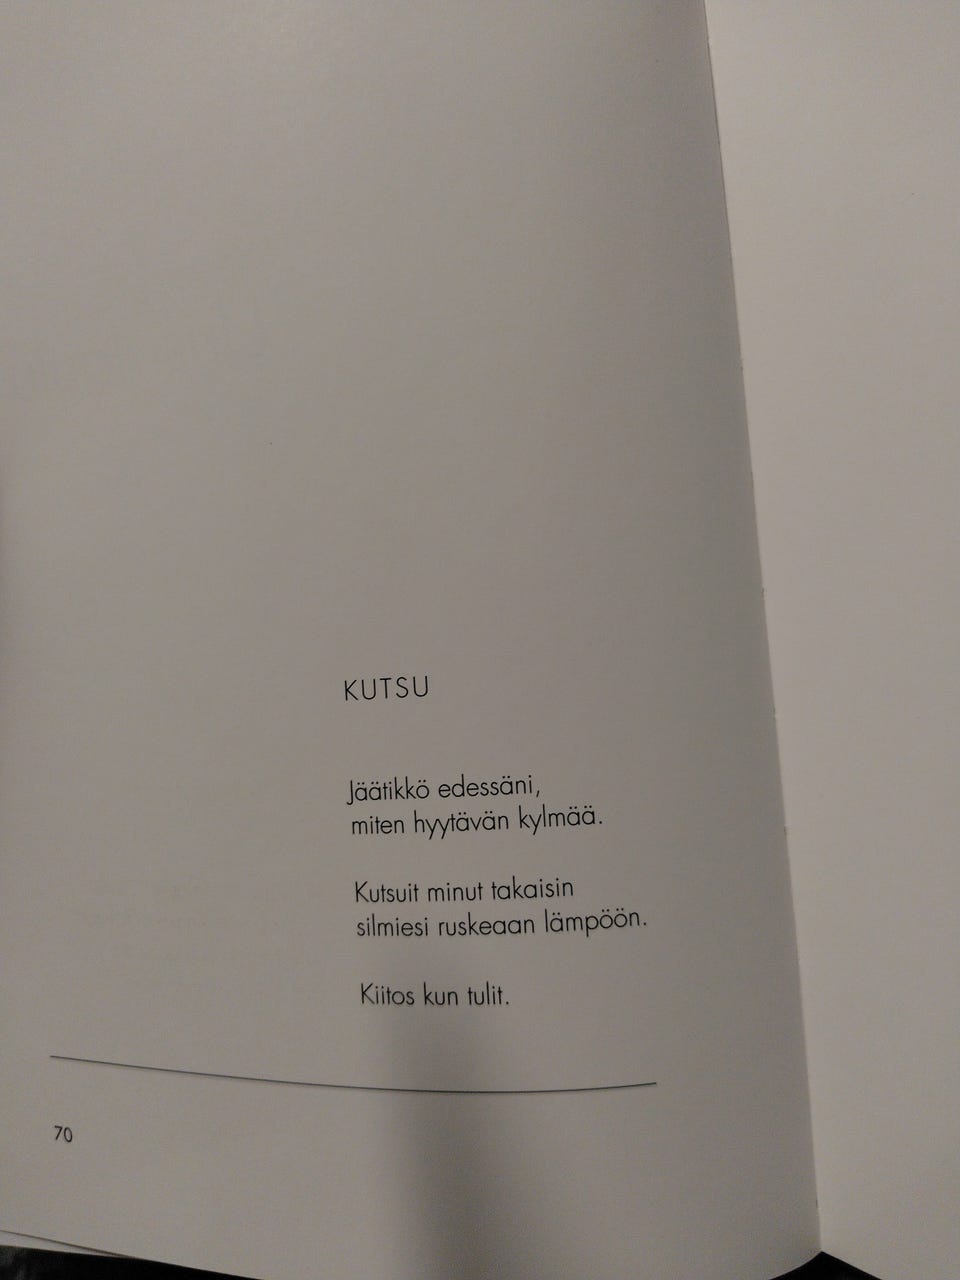 KUTSU
Jäätikkö edessäni,
miten hyytävän kylmää.
Kutsuit minut takaisin
silmiesi ruskeaan lämpöön.
Kiitos kun tulit.
70